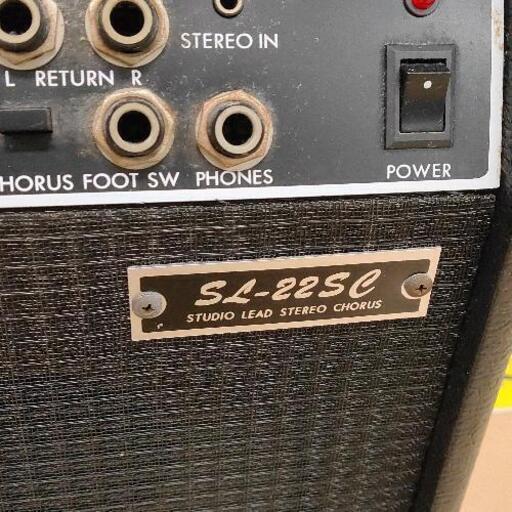 STEREO IN
L RETURN R
HORUS FOOT SW PHONES
POWER
SL-22SC
STUDIO LEAD STEREO CHORUS